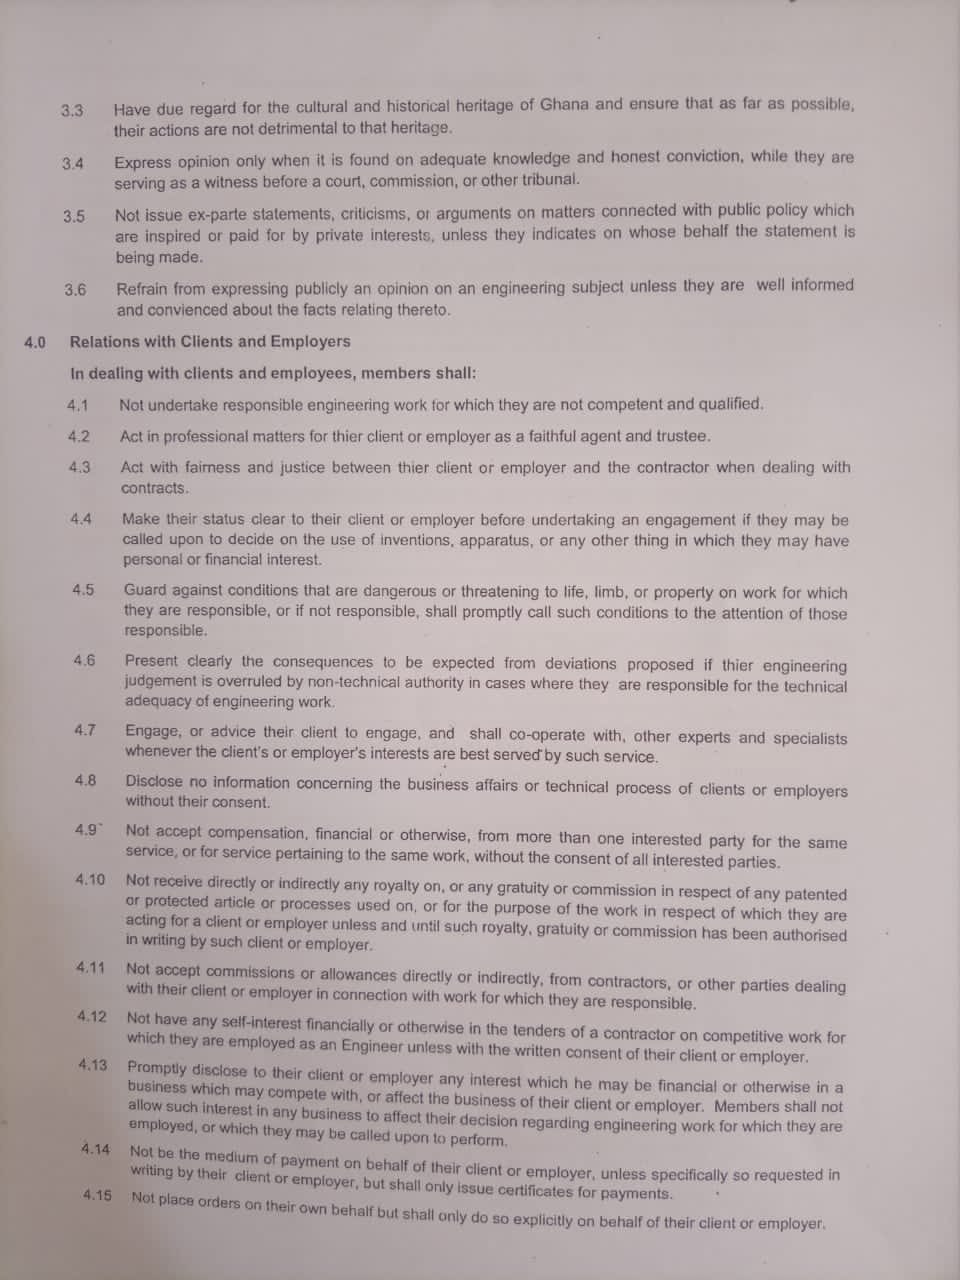 3.3 Have due regard for the cultural and historical heritage of Ghana and ensure that as far as possible,
their actions are not detrimental to that heritage.
3.4 Express opinion only when it is found on adequate knowledge and honest conviction, while they are
serving as a witness before a court, commission, or other tribunal.
3.5 Not issue ex-parte statements, criticisms, or arguments on matters connected with public policy which
are inspired or paid for by private interests, unless they indicates on whose behalf the statement is
being made.
3.6 Refrain from expressing publicly an opinion on an engineering subject unless they are well informed
and convienced about the facts relating thereto.
4.0 Relations with Clients and Employers
In dealing with clients and employees, members shall:
4.1 Not undertake responsible engineering work for which they are not competent and qualified.
4.2 Act in professional matters for thier client or employer as a faithful agent and trustee.
4.3 Act with fairness and justice between thier client or employer and the contractor when dealing with
contracts.
4.4 Make their status clear to their client or employer before undertaking an engagement if they may be
called upon to decide on the use of inventions, apparatus, or any other thing in which they may have
personal or financial interest.
4.5 Guard against conditions that are dangerous or threatening to life, limb, or property on work for which
they are responsible, or if not responsible, shall promptly call such conditions to the attention of those
responsible.
4.6 Present clearly the consequences to be expected from deviations proposed if thier engineering
judgement is overruled by non-technical authority in cases where they are responsible for the technical
adequacy of engineering work.
4.7 Engage, or advice their client to engage, and shall co-operate with, other experts and specialists
whenever the client's or employer's interests are best served by such service.
4.8 Disclose no information concerning the business affairs or technical process of clients or employers
without their consent.
4.9 Not accept compensation, financial or otherwise, from more than one interested party for the same
service, or for service pertaining to the same work, without the consent of all interested parties.
4.10 Not receive directly or indirectly any royalty on, or any gratuity or commission in respect of any patented
or protected article or processes used on, or for the purpose of the work in respect of which they are
acting for a client or employer unless and until such royalty, gratuity or commission has been authorised
in writing by such client or employer.
4.11 Not accept commissions or allowances directly or indirectly, from contractors, or other parties dealing
with their client or employer in connection with work for which they are responsible.
4.12 Not have any self-interest financially or otherwise in the tenders of a contractor on competitive work for
which they are employed as an Engineer unless with the written consent of their client or employer.
4.13 Promptly disclose to their client or employer any interest which he may be financial or otherwise in a
business which may compete with, or affect the business of their client or employer. Members shall not
allow such interest in any business to affect their decision regarding engineering work for which they are
employed, or which they may be called upon to perform.
4.14 Not be the medium of payment on behalf of their client or employer, unless specifically so requested in
writing by their client or employer, but shall only issue certificates for payments.
4.15 Not place orders on their own behalf but shall only do so explicitly on behalf of their client or employer.